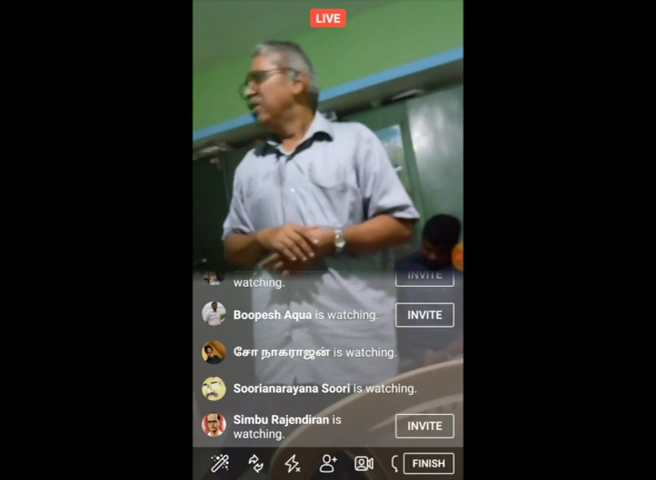 LIVE
watching.
INVITE
Boopesh Aqua is watching.
INVITE
சோ நாகராஜன் is watching.
Soorianarayana Soori is watching.
Simbu Rajendiran is
watching.
INVITE
FINISH